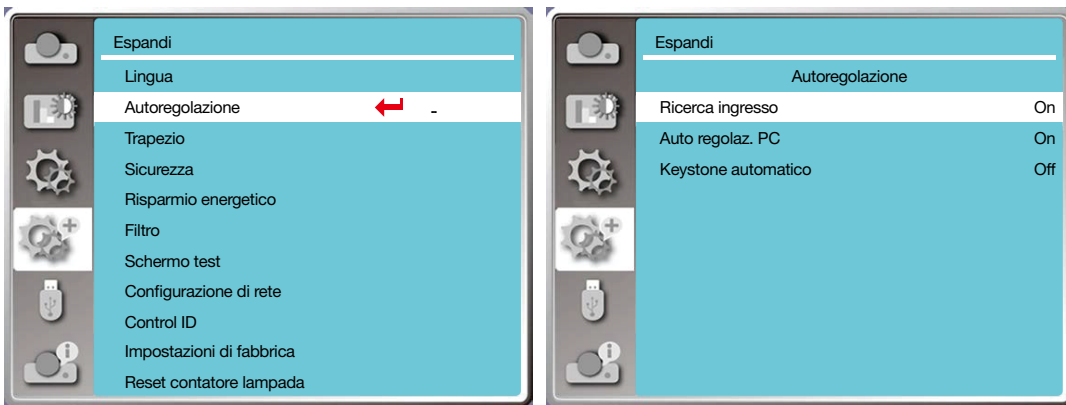 Espandi
Lingua
Autoregolazione -
Trapezio
Sicurezza
Risparmio energetico
Filtro
Schermo test
Configurazione di rete
Control ID
Impostazioni di fabbrica
Reset contatore lampada
Espandi
Autoregolazione
Ricerca ingresso On
Auto regolaz. PC On
Keystone automatico Off